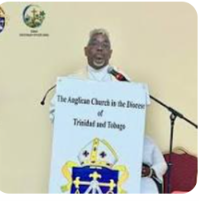 The Anglican Church in the Diocese
of
Trinidad and Tobago